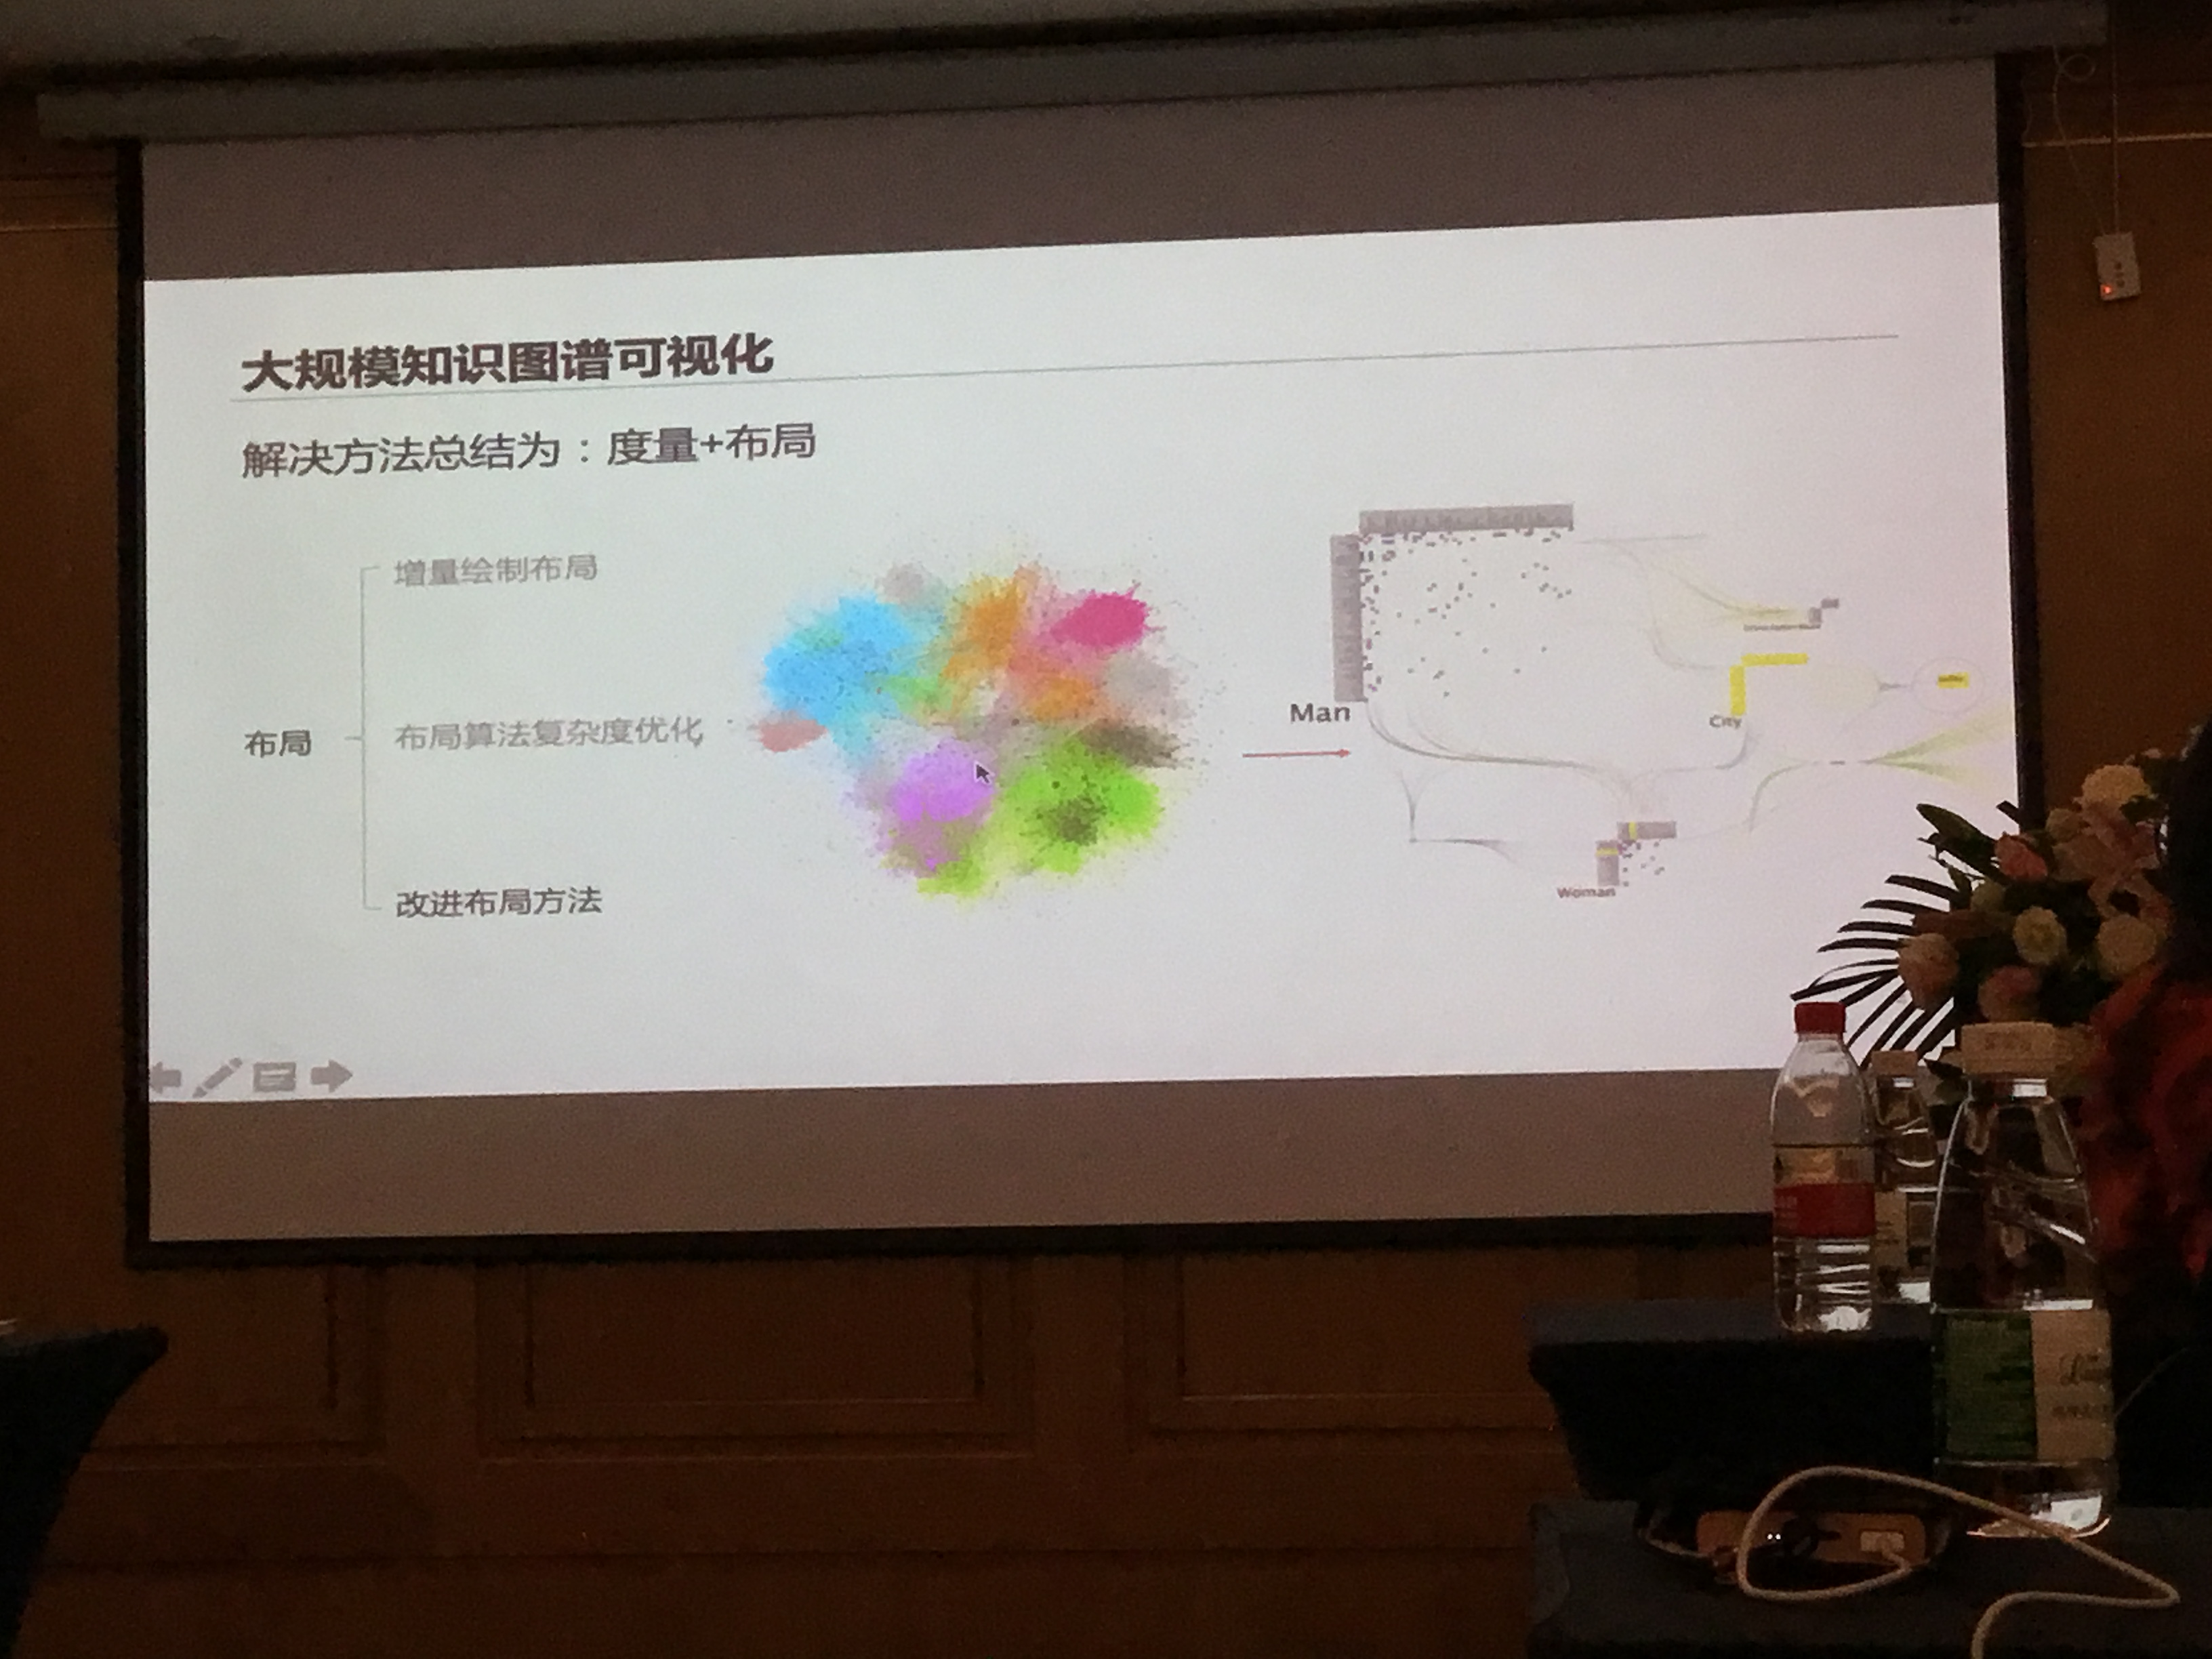 大规模知识图谱可视化
解决方法总结为：度量+布局
增量绘制布局
布局
布局算法复杂度优化
改进布局方法
Man
City
Woman